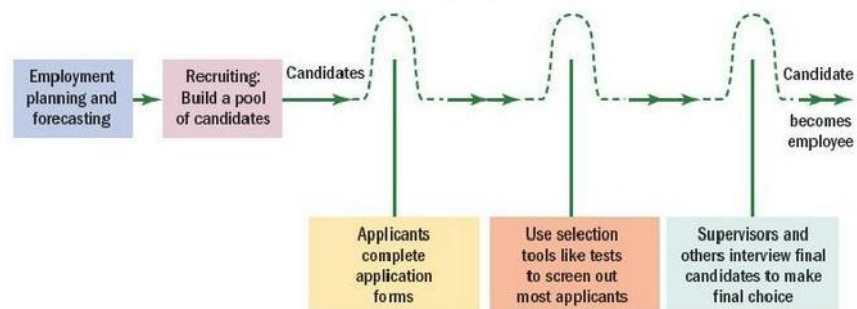 Employment
planning and
forecasting
Recruiting:
Build a pool
of candidates
Candidates
Candidate
becomes
employee
Applicants
complete
application
forms
Use selection
tools like tests
to screen out
most applicants
Supervisors and
others interview final
candidates to make
final choice